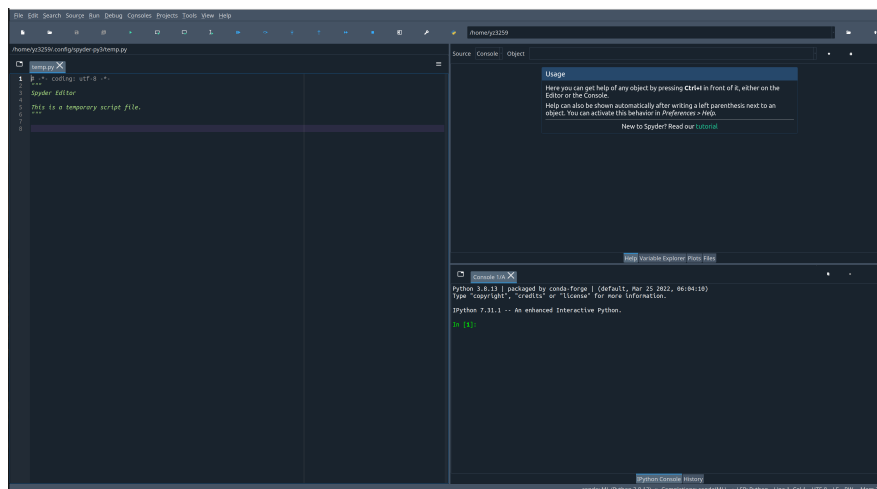 File Edit Search Source Run Debug Consoles Projects Tools View Help
/home/yz3259
/home/yz3259/.config/spyder-py3/temp.py
temp.py
1 # -*- coding: utf-8 -*-
2 """
3 Spyder Editor
4
5 This is a temporary script file.
6 """
7
8
Source Console Object
Usage
Here you can get help of any object by pressing Ctrl+I in front of it, either on the
Editor or the Console.
Help can also be shown automatically after writing a left parenthesis next to an
object. You can activate this behavior in Preferences > Help.
New to Spyder? Read our tutorial
Help Variable Explorer Plots Files
Console 1/A
Python 3.8.13 | packaged by conda-forge | (default, Mar 25 2022, 06:04:10)
Type "copyright", "credits" or "license" for more information.
IPython 7.31.1 -- An enhanced Interactive Python.
In [1]:
IPython Console History